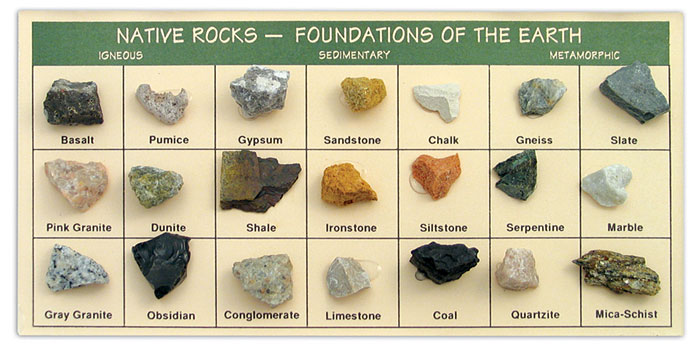 NATIVE ROCKS — FOUNDATIONS OF THE EARTH
IGNEOUS SEDIMENTARY METAMORPHIC
Basalt Pumice Gypsum Sandstone Chalk Gneiss Slate
Pink Granite Dunite Shale Ironstone Siltstone Serpentine Marble
Gray Granite Obsidian Conglomerate Limestone Coal Quartzite Mica-Schist